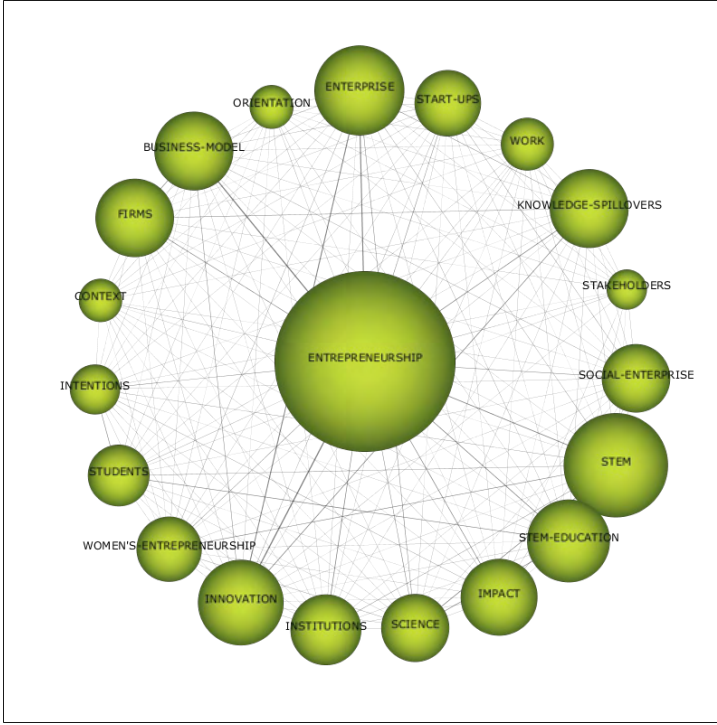 ENTERPRISE
START-UPS
ORIENTATION
WORK
BUSINESS-MODEL
KNOWLEDGE-SPILLOVERS
FIRMS
STAKEHOLDERS
CONTEXT
ENTREPRENEURSHIP
SOCIAL-ENTERPRISE
INTENTIONS
STEM
STUDENTS
STEM-EDUCATION
WOMEN'S-ENTREPRENEURSHIP
IMPACT
INNOVATION
SCIENCE
INSTITUTIONS